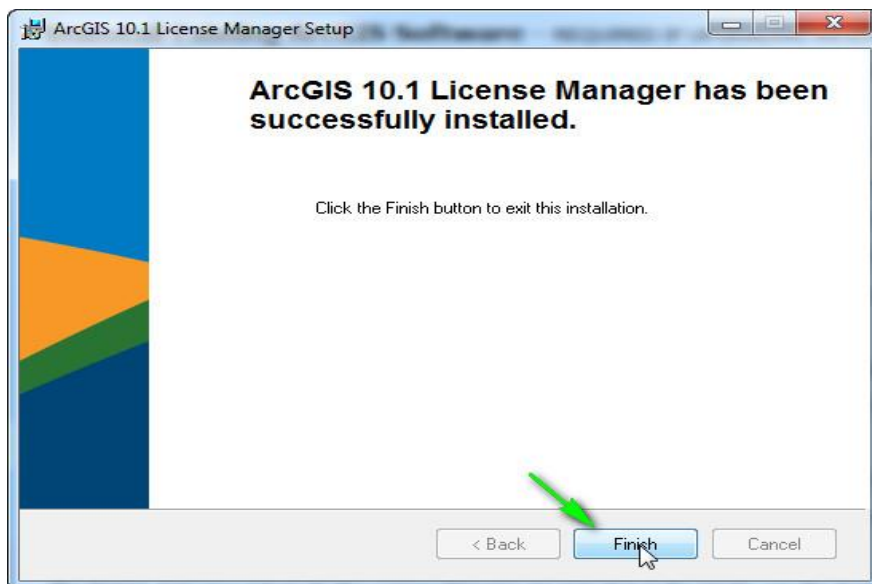 ArcGIS 10.1 License Manager Setup
ArcGIS 10.1 License Manager has been
successfully installed.
Click the Finish button to exit this installation.
< Back
Finish
Cancel